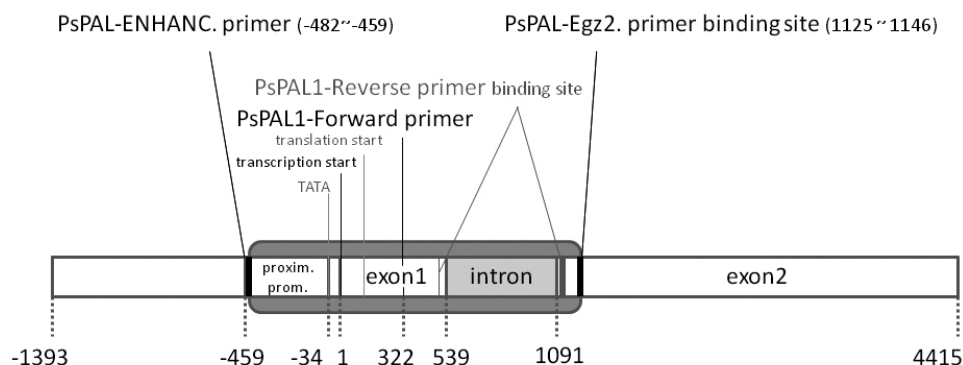 PsPAL-ENHANC. primer (-482~-459)
PsPAL-Egz2. primer binding site (1125 ~ 1146)
PsPAL1-Reverse primer binding site
PsPAL1-Forward primer
translation start
transcription start
TATA
proxim.
prom.
exon1
intron
exon2
-1393
-459
-34
1
322
539
1091
4415